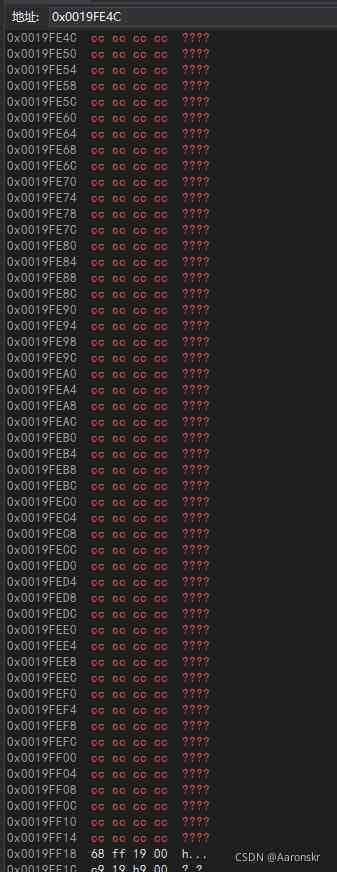 地址: 0x0019FE4C
0x0019FE4C cc cc cc cc ????
0x0019FE50 cc cc cc cc ????
0x0019FE54 cc cc cc cc ????
0x0019FE58 cc cc cc cc ????
0x0019FE5C cc cc cc cc ????
0x0019FE60 cc cc cc cc ????
0x0019FE64 cc cc cc cc ????
0x0019FE68 cc cc cc cc ????
0x0019FE6C cc cc cc cc ????
0x0019FE70 cc cc cc cc ????
0x0019FE74 cc cc cc cc ????
0x0019FE78 cc cc cc cc ????
0x0019FE7C cc cc cc cc ????
0x0019FE80 cc cc cc cc ????
0x0019FE84 cc cc cc cc ????
0x0019FE88 cc cc cc cc ????
0x0019FE8C cc cc cc cc ????
0x0019FE90 cc cc cc cc ????
0x0019FE94 cc cc cc cc ????
0x0019FE98 cc cc cc cc ????
0x0019FE9C cc cc cc cc ????
0x0019FEA0 cc cc cc cc ????
0x0019FEA4 cc cc cc cc ????
0x0019FEA8 cc cc cc cc ????
0x0019FEAC cc cc cc cc ????
0x0019FEB0 cc cc cc cc ????
0x0019FEB4 cc cc cc cc ????
0x0019FEB8 cc cc cc cc ????
0x0019FEBC cc cc cc cc ????
0x0019FEC0 cc cc cc cc ????
0x0019FEC4 cc cc cc cc ????
0x0019FEC8 cc cc cc cc ????
0x0019FECC cc cc cc cc ????
0x0019FED0 cc cc cc cc ????
0x0019FED4 cc cc cc cc ????
0x0019FED8 cc cc cc cc ????
0x0019FEDC cc cc cc cc ????
0x0019FEE0 cc cc cc cc ????
0x0019FEE4 cc cc cc cc ????
0x0019FEE8 cc cc cc cc ????
0x0019FEEC cc cc cc cc ????
0x0019FEF0 cc cc cc cc ????
0x0019FEF4 cc cc cc cc ????
0x0019FEF8 cc cc cc cc ????
0x0019FEFC cc cc cc cc ????
0x0019FF00 cc cc cc cc ????
0x0019FF04 cc cc cc cc ????
0x0019FF08 cc cc cc cc ????
0x0019FF0C cc cc cc cc ????
0x0019FF10 cc cc cc cc ????
0x0019FF14 cc cc cc cc ????
0x0019FF18 68 ff 19 00 h...
0x0019FF1C c9 19 b9 00 ?.?.
CSDN @Aaronskr